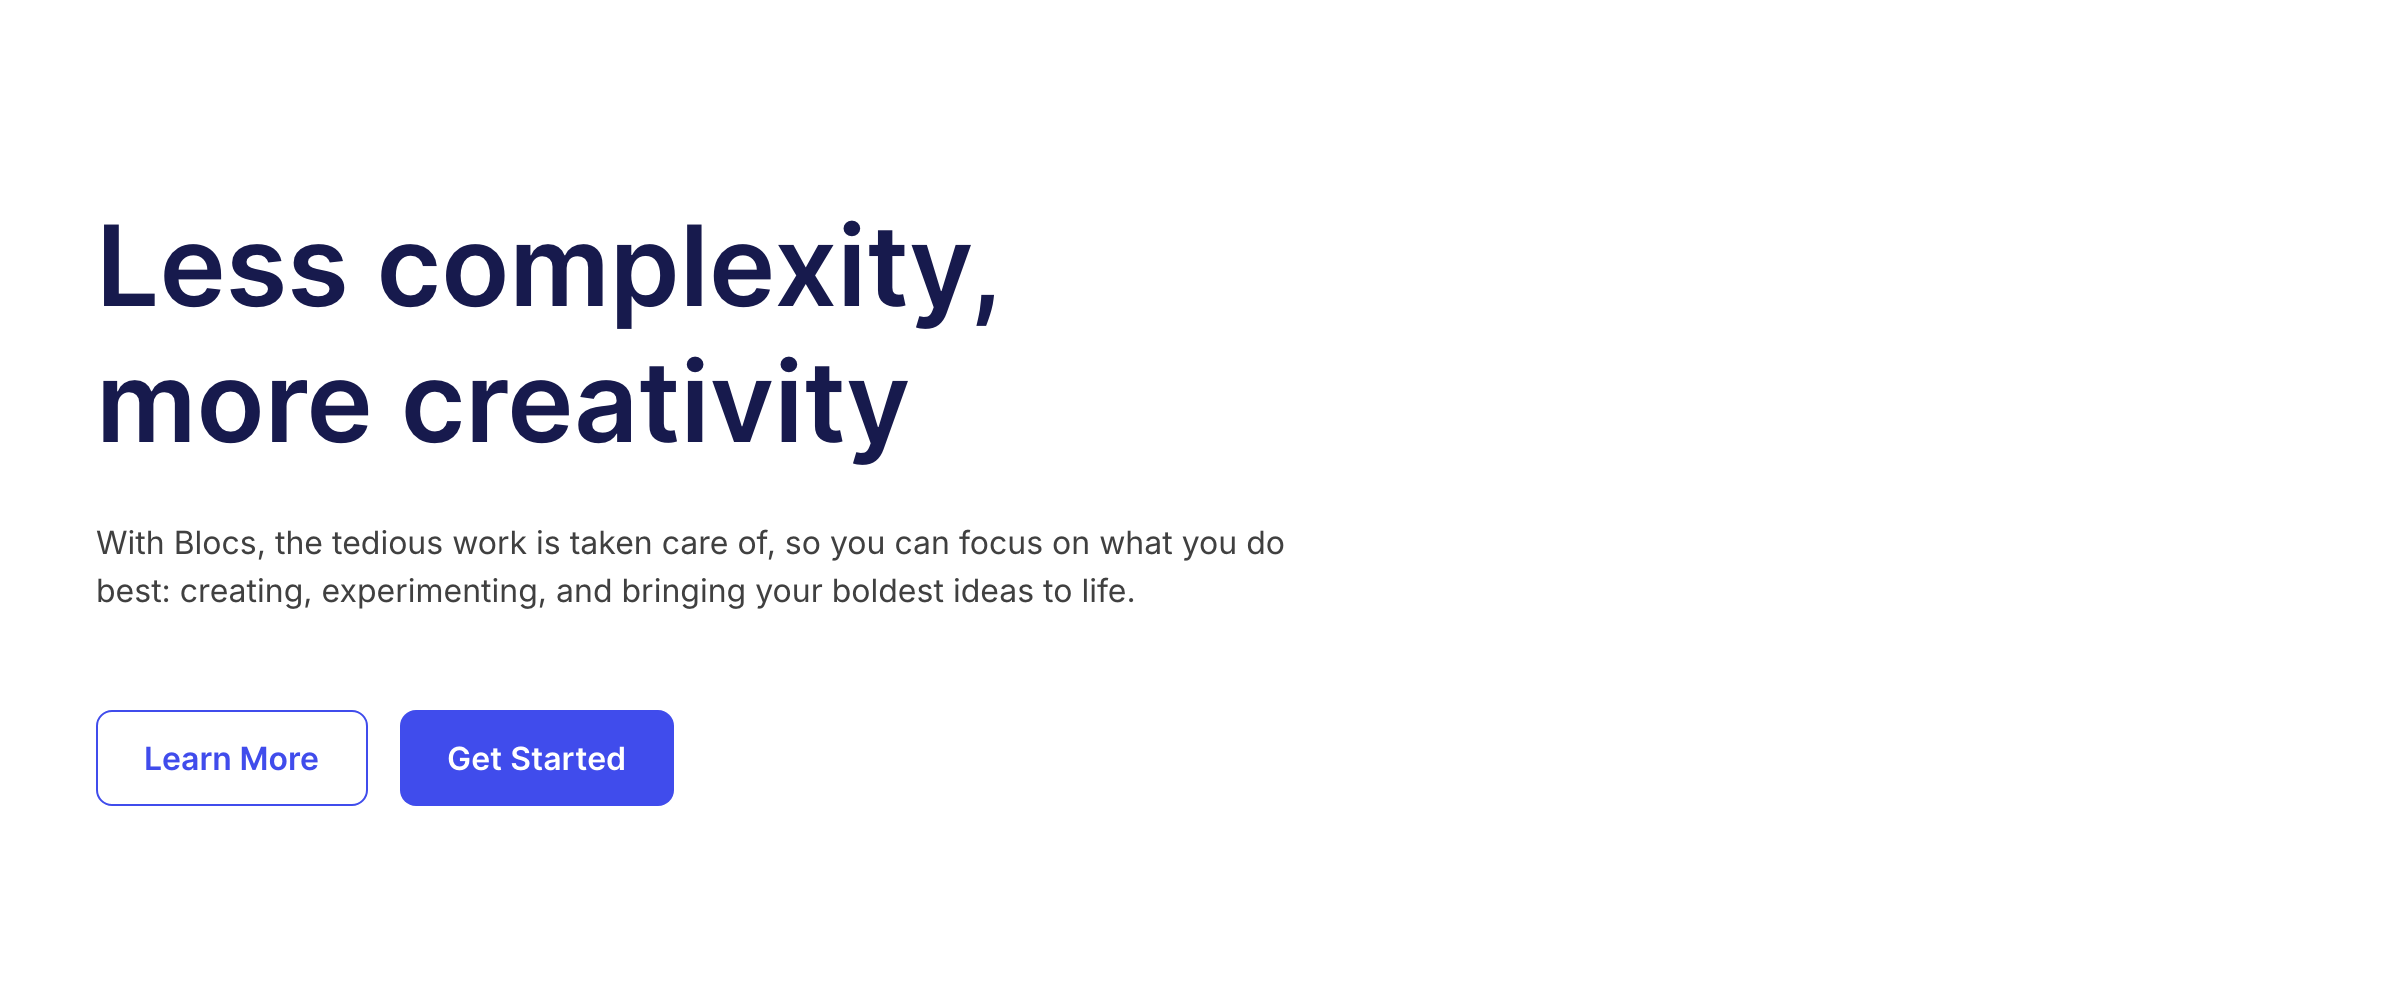 Less complexity,
more creativity
With Blocs, the tedious work is taken care of, so you can focus on what you do
best: creating, experimenting, and bringing your boldest ideas to life.
Learn More
Get Started